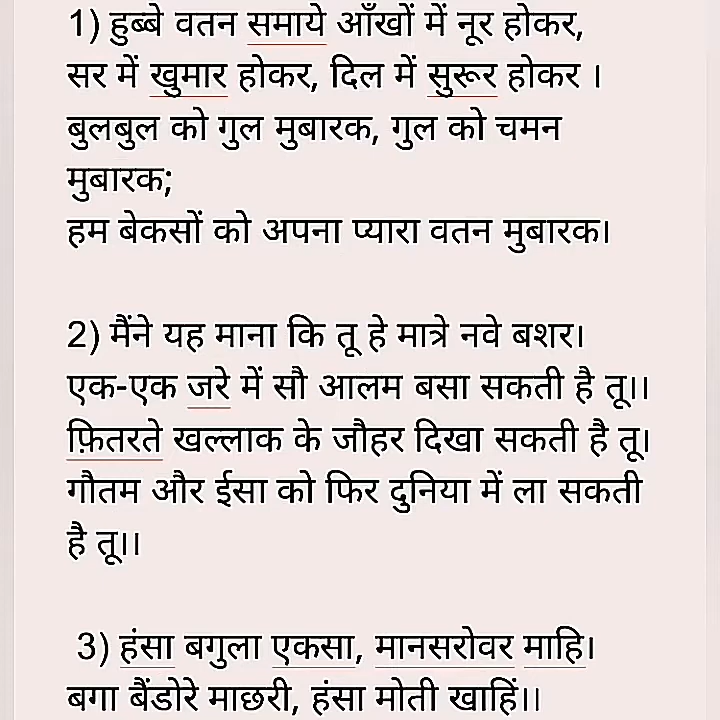 1) हुब्बे वतन समाये आँखों में नूर होकर,
सर में खुमार होकर, दिल में सुरूर होकर ।
बुलबुल को गुल मुबारक, गुल को चमन
मुबारक;
हम बेकसों को अपना प्यारा वतन मुबारक।
2) मैंने यह माना कि तू हे मात्रे नवे बशर।
एक-एक जरे में सौ आलम बसा सकती है तू।।
फ़ितरते खल्लाक के जौहर दिखा सकती है तू।
गौतम और ईसा को फिर दुनिया में ला सकती
है तू।।
3) हंसा बगुला एकसा, मानसरोवर माहि।
बगा बैंडोरे माछरी, हंसा मोती खाहिं।।